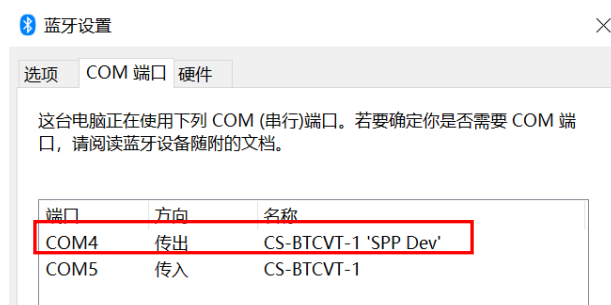 蓝牙设置
选项 COM 端口 硬件
这台电脑正在使用下列 COM (串行)端口。若要确定你是否需要 COM 端
口，请阅读蓝牙设备随附的文档。
端口 方向 名称
COM4 传出 CS-BTCVT-1 'SPP Dev'
COM5 传入 CS-BTCVT-1